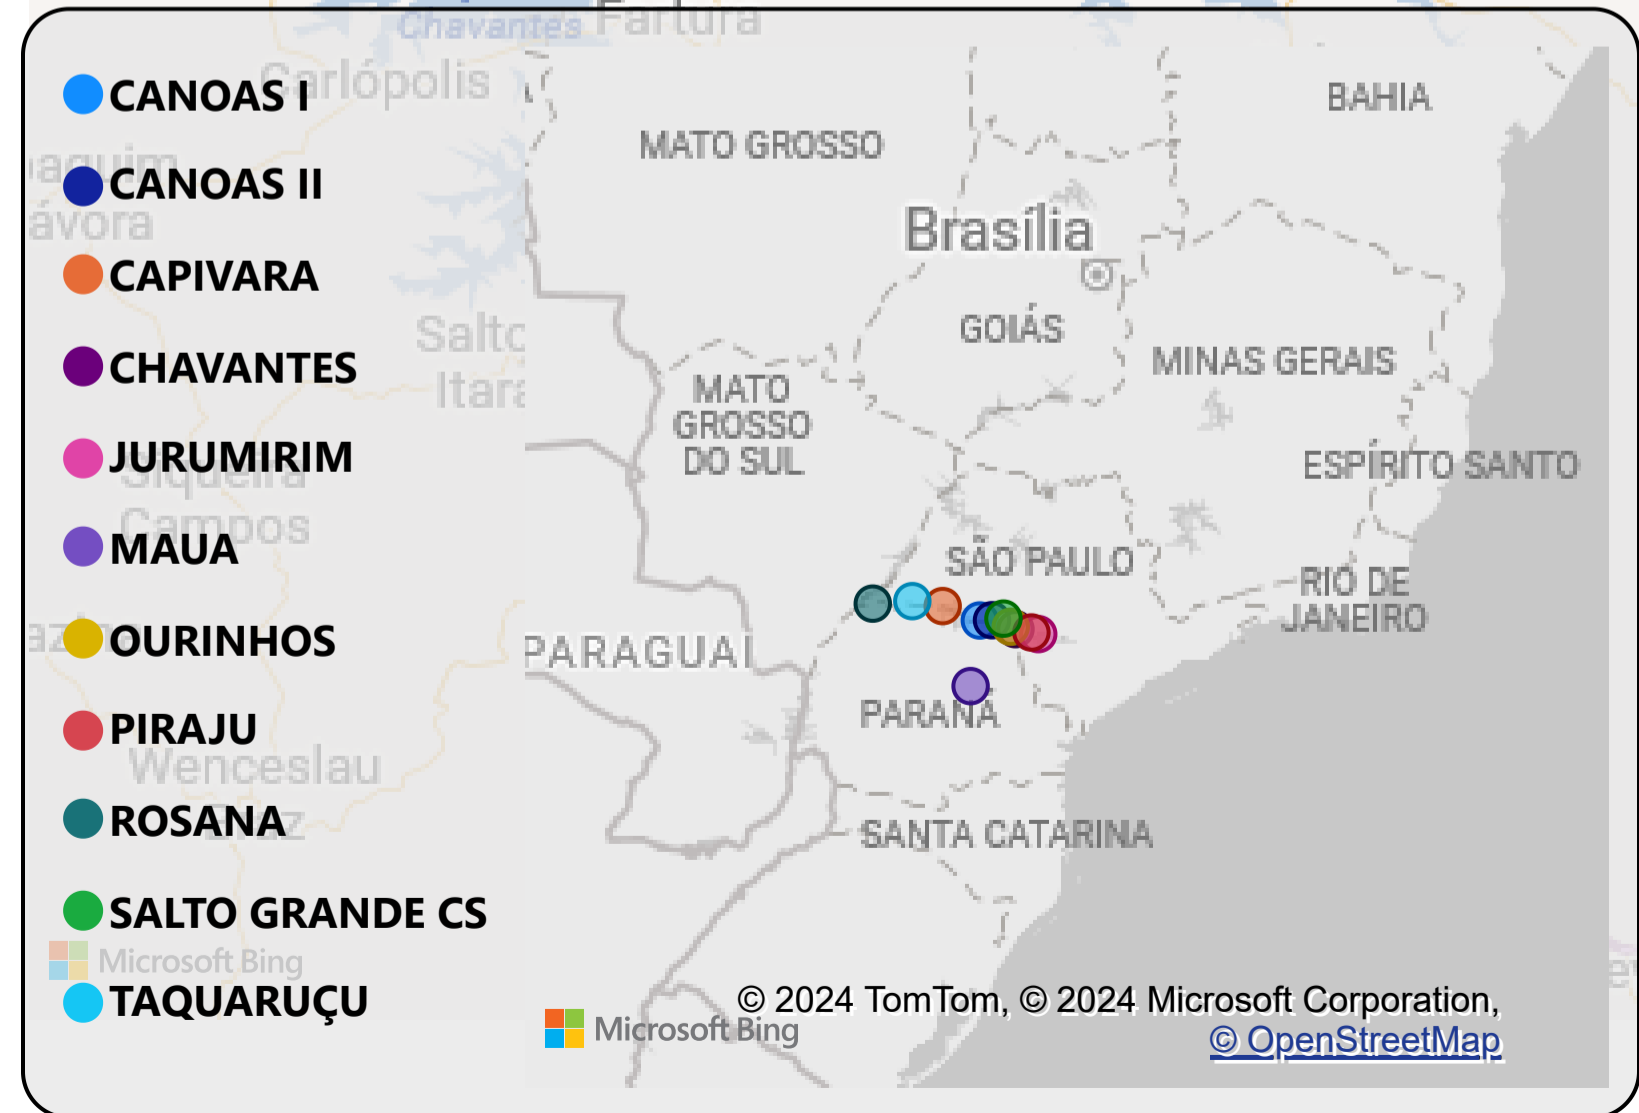 Chavantes Fartura
Carlópolis
Salto
Itará
Siqueira
Campos
Wenceslau
Braz
CANOAS I
CANOAS II
CAPIVARA
CHAVANTES
JURUMIRIM
MAUA
OURINHOS
PIRAJU
ROSANA
SALTO GRANDE CS
Microsoft Bing
TAQUARUÇU
BAHIA
MATO GROSSO
Brasília
GOIÁS
MINAS GERAIS
MATO
GROSSO
DO SUL
ESPÍRITO SANTO
SÃO PAULO
RIO DE
JANEIRO
PARAGUAI
PARANÁ
SANTA CATARINA
© 2024 TomTom, © 2024 Microsoft Corporation,
Microsoft Bing
© OpenStreetMap